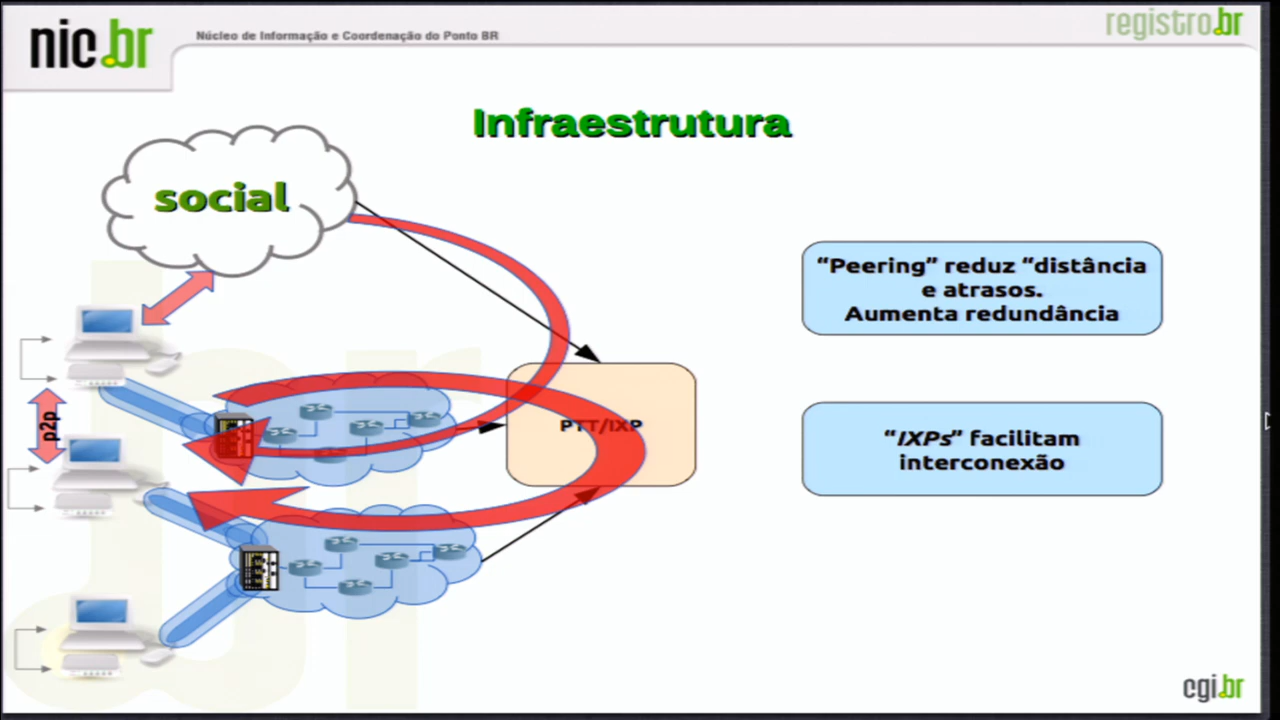 nic.br
Núcleo de Informação e Coordenação do Ponto BR
registro.br
Infraestrutura
social
“Peering” reduz “distância
e atrasos.
Aumenta redundância
p2p
PTT/IXP
“IXPs” facilitam
interconexão
cgi.br